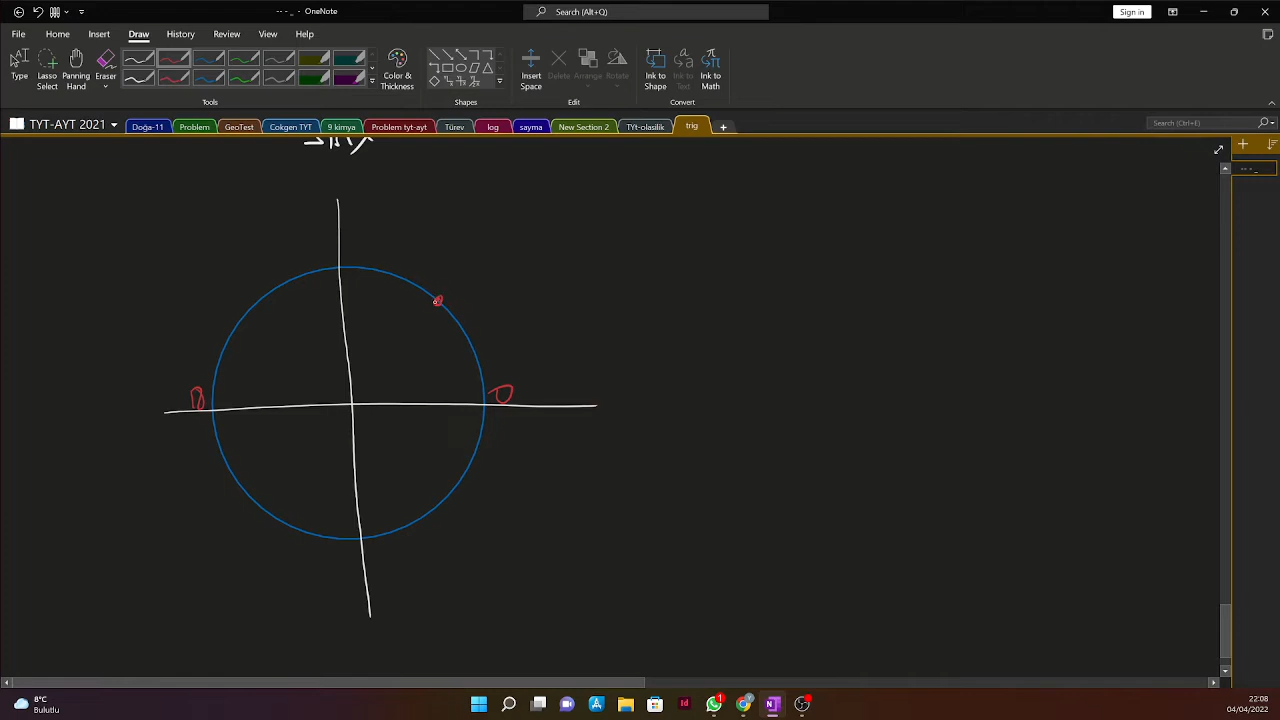 -- - _ - OneNote
Search (Alt+Q)
Sign in
File Home Insert Draw History Review View Help
Type
Lasso Select
Panning Hand
Eraser
Color & Thickness
Insert Space
Delete
Arrange
Rotate
Ink to Shape
Ink to Text
Ink to Math
Tools
Shapes
Edit
Convert
TYT-AYT 2021
Doğa-11 Problem GeoTest Cokgen TYT 9 kimya Problem tyt-ayt Türev log sayma New Section 2 TYt-olasilik trig
Search (Ctrl+E)
-- - _
8°C
Bulutlu
Id
1
22:08
04/04/2022